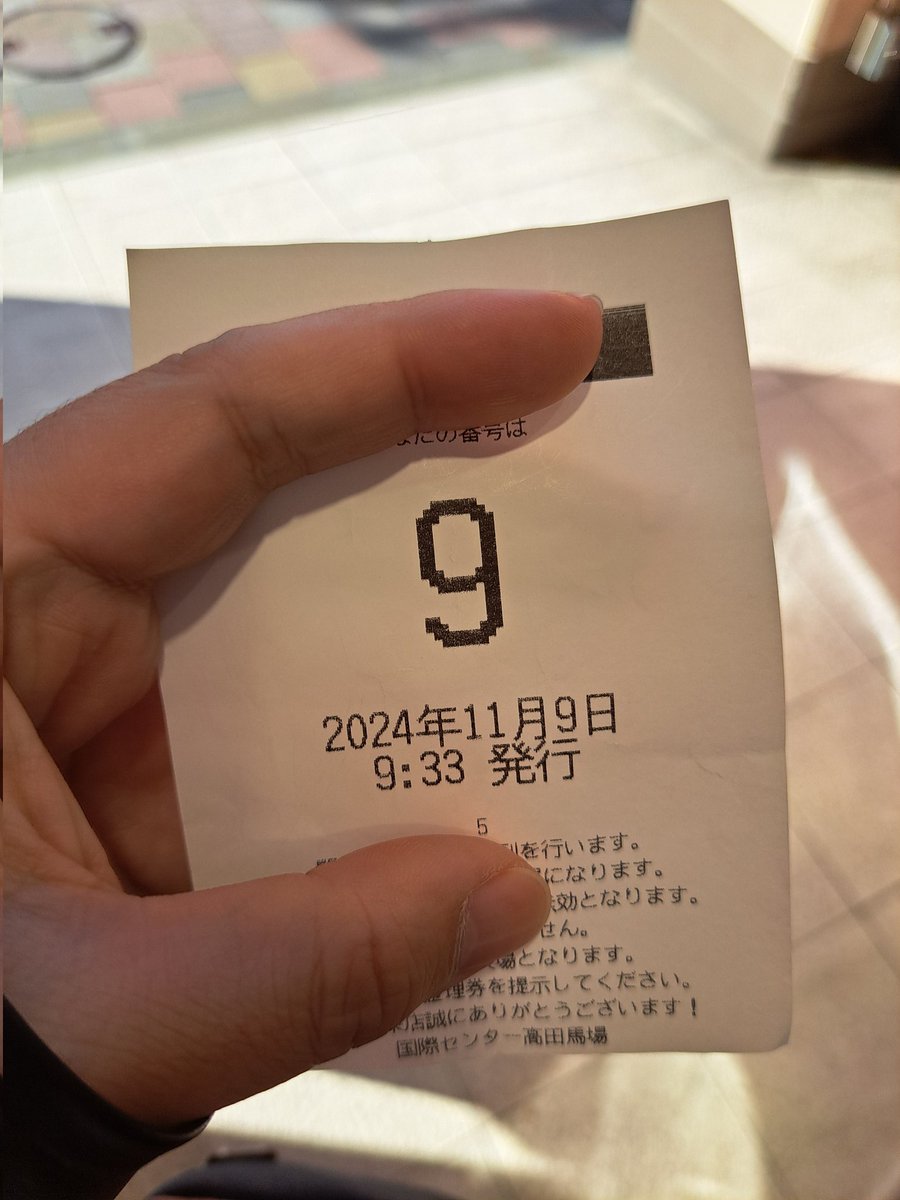 なたの番号は
9
2024年11月9日
9:33 発行
5
列を行います。
になります。
無効となります。
せん。
場となります。
整理券を提示してください。
来店誠にありがとうございます！
国際センター高田馬場